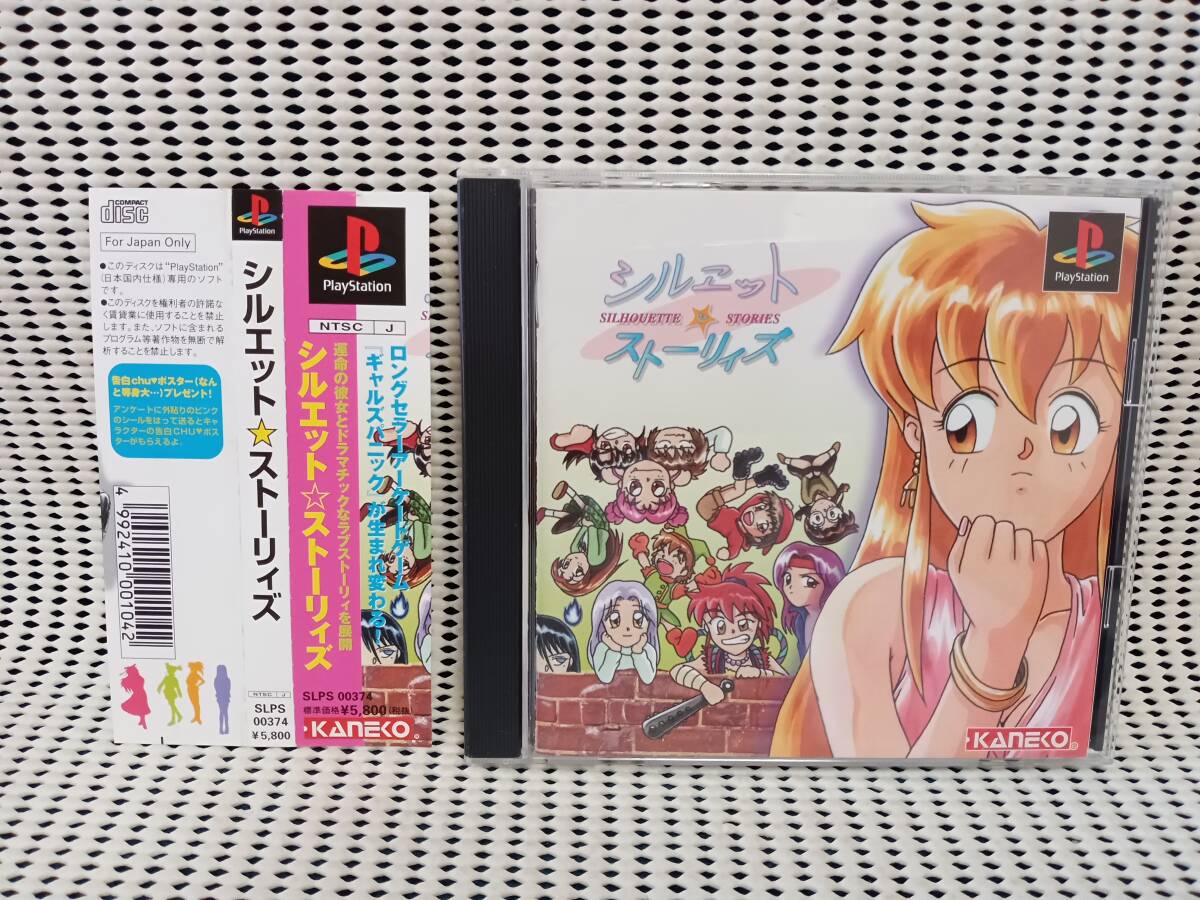 COMPACT
disc
For Japan Only
●このディスクは“PlayStation”
(日本国内仕様)専用のソフト
です。
●このディスクを権利者の許諾な
く賃貸業に使用することを禁止
します。また、ソフトに含まれる
プログラム等著作物を無断で解
析することを禁止します。
告白chu♥ポスター(なん
と等身大…)プレゼント!
アンケートに外貼りのピンク
のシールをはって送るとキャ
ラクターの告白CHU♥ポス
ターがもらえるよ。
4 992410 001042
PlayStation
シルエット☆ストーリィズ
NTSC J
SLPS
00374
¥5,800
PlayStation
NTSC J
ロングセラーアーケードゲーム
『ギャルズパニック』が生まれ変わる!
運命の彼女とドラマチックなラブストーリィを展開
シルエット☆ストーリィズ
SLPS 00374
標準価格¥5,800(税抜)
KANEKO
シルエット
SILHOUETTE STORIES
ストーリィズ
PlayStation
KANEKO